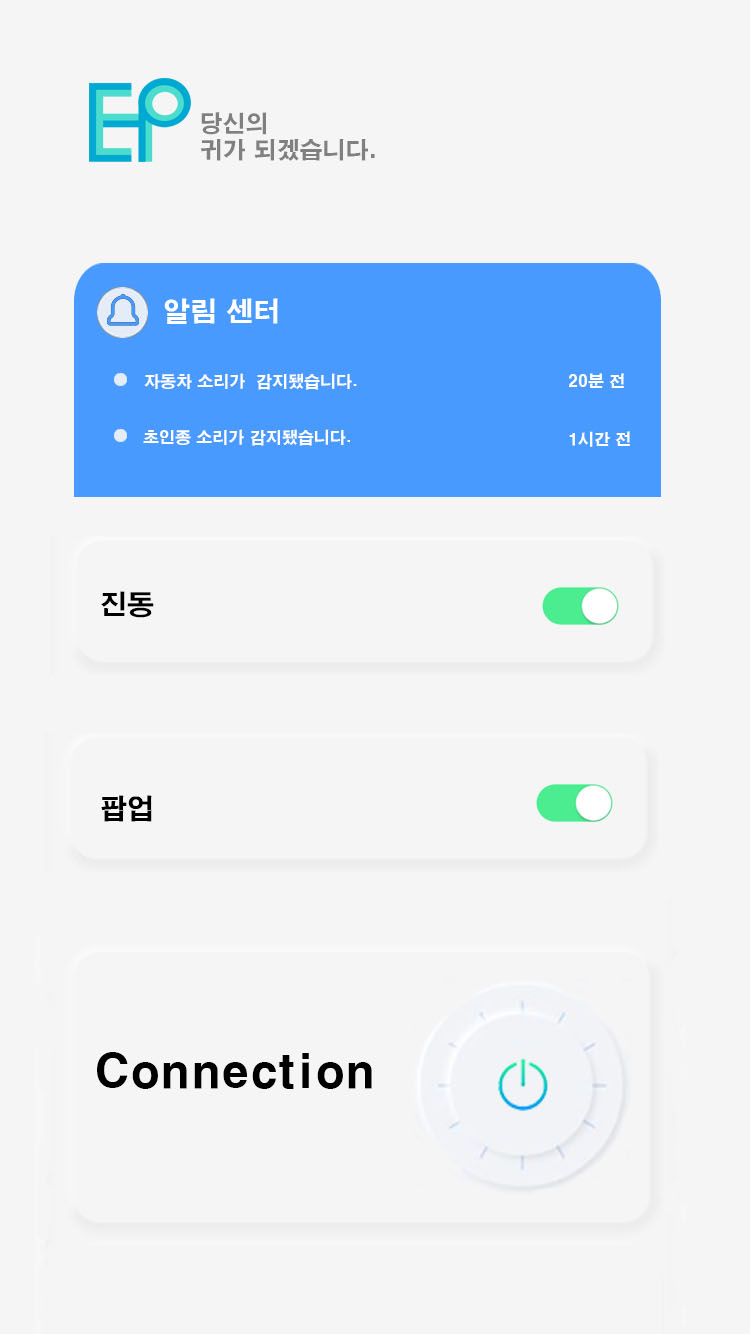 EP
당신의
귀가 되겠습니다.
알림 센터
자동차 소리가 감지됐습니다. 20분 전
초인종 소리가 감지됐습니다. 1시간 전
진동
팝업
Connection